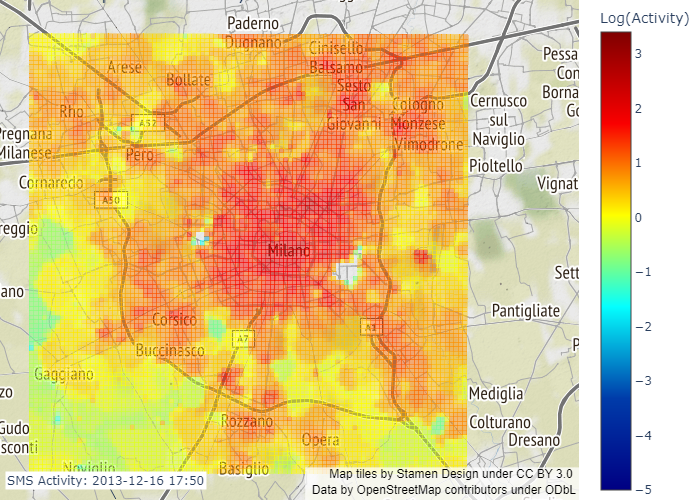 Log(Activity)
Paderno
Dugnano
Cinisello
Balsamo
Arese
Bollate
Sesto
San
Giovanni
Pessa
Con
Borna
Go
Rho
A52
Cologno
Monzese
Cernusco
sul
Naviglio
Pregnana
Milanese
Pero
Vimodrone
Pioltello
Cornaredo
A50
Vignat
reggio
Milano
Sett
ano
Pantigliate
Corsico
A7
A1
Buccinasco
P
Gaggiano
zo
Mediglia
Rozzano
Colturano
Gudo
sconti
Opera
Dresano
Noviglio
Basiglio
SMS Activity: 2013-12-16 17:50
Map tiles by Stamen Design under CC BY 3.0
Data by OpenStreetMap contributors under ODbL
3
2
1
0
−1
−2
−3
−4
−5